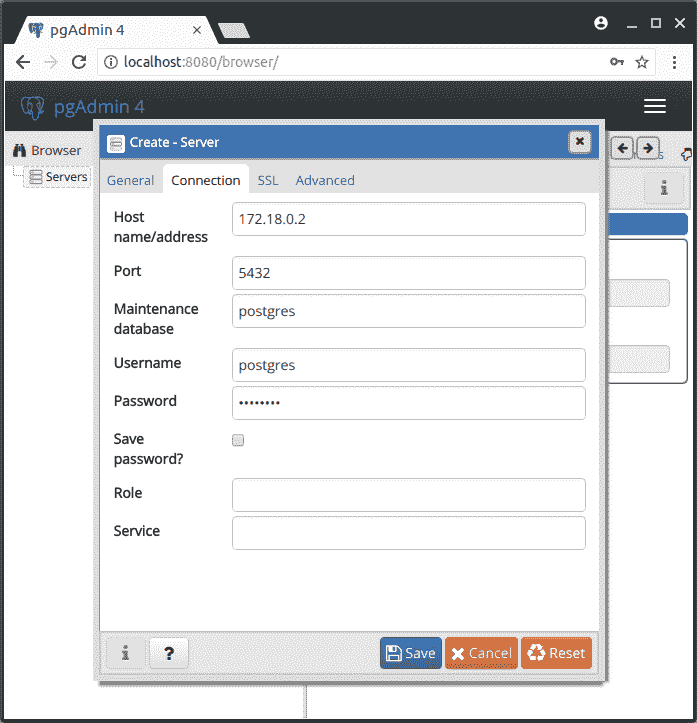 pgAdmin 4
localhost:8080/browser/
pgAdmin 4
Browser
Servers
Create - Server
General Connection SSL Advanced
Host
name/address
172.18.0.2
Port
5432
Maintenance
database
postgres
Username
postgres
Password
••••••••
Save
password?
Role
Service
i
?
Save
Cancel
Reset
i